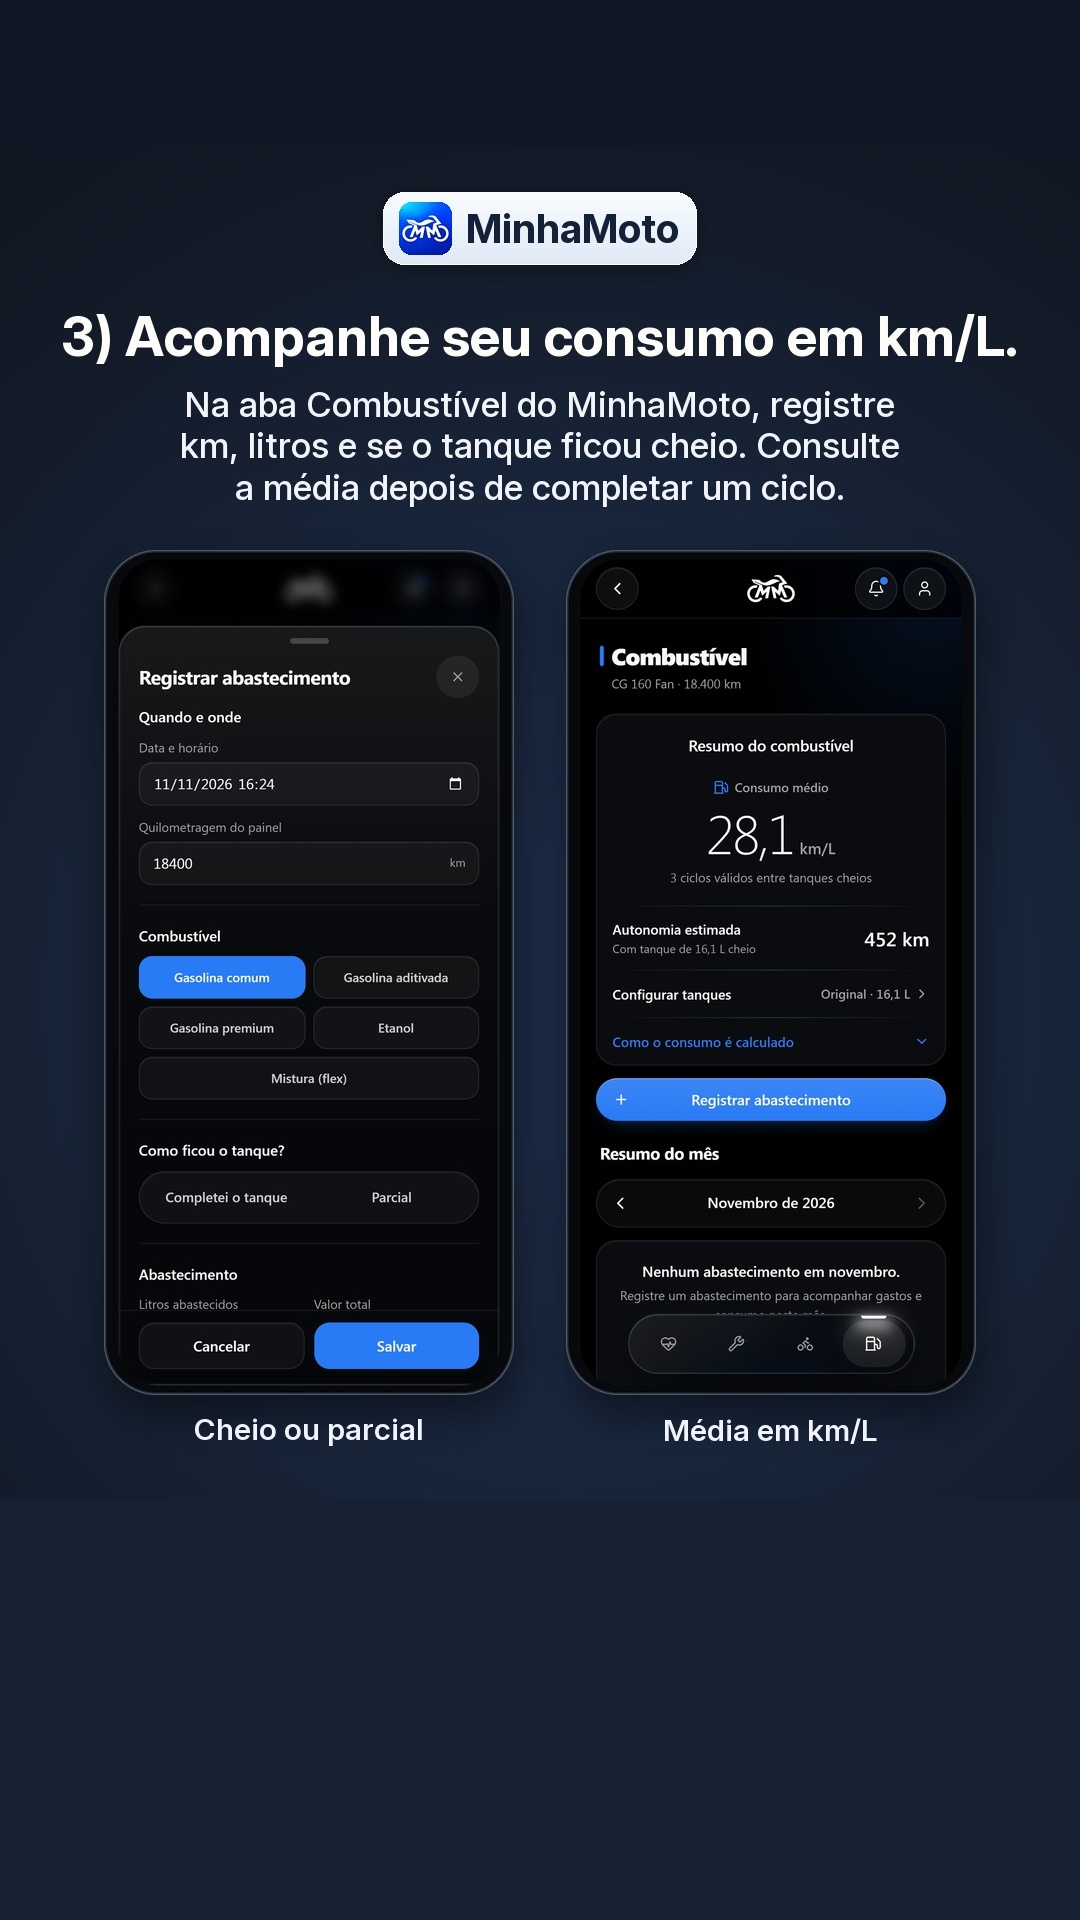 MinhaMoto
3) Acompanhe seu consumo em km/L.
Na aba Combustível do MinhaMoto, registre
km, litros e se o tanque ficou cheio. Consulte
a média depois de completar um ciclo.
Registrar abastecimento
Quando e onde
Data e horário
11/11/2026 16:24
Quilometragem do painel
18400 km
Combustível
Gasolina comum Gasolina aditivada
Gasolina premium Etanol
Mistura (flex)
Como ficou o tanque?
Completei o tanque Parcial
Abastecimento
Litros abastecidos Valor total
Cancelar Salvar
Cheio ou parcial
MM
Combustível
CG 160 Fan · 18.400 km
Resumo do combustível
Consumo médio
28,1 km/L
3 ciclos válidos entre tanques cheios
Autonomia estimada
Com tanque de 16,1 L cheio
452 km
Configurar tanques Original · 16,1 L
Como o consumo é calculado
+ Registrar abastecimento
Resumo do mês
Novembro de 2026
Nenhum abastecimento em novembro.
Registre um abastecimento para acompanhar gastos e
Média em km/L